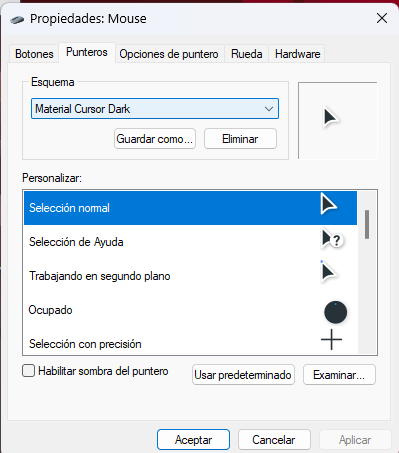 Propiedades: Mouse
Botones Punteros Opciones de puntero Rueda Hardware
Esquema
Material Cursor Dark
Guardar como... Eliminar
Personalizar:
Selección normal
Selección de Ayuda
?
Trabajando en segundo plano
Ocupado
Selección con precisión
Habilitar sombra del puntero
Usar predeterminado Examinar...
Aceptar Cancelar Aplicar